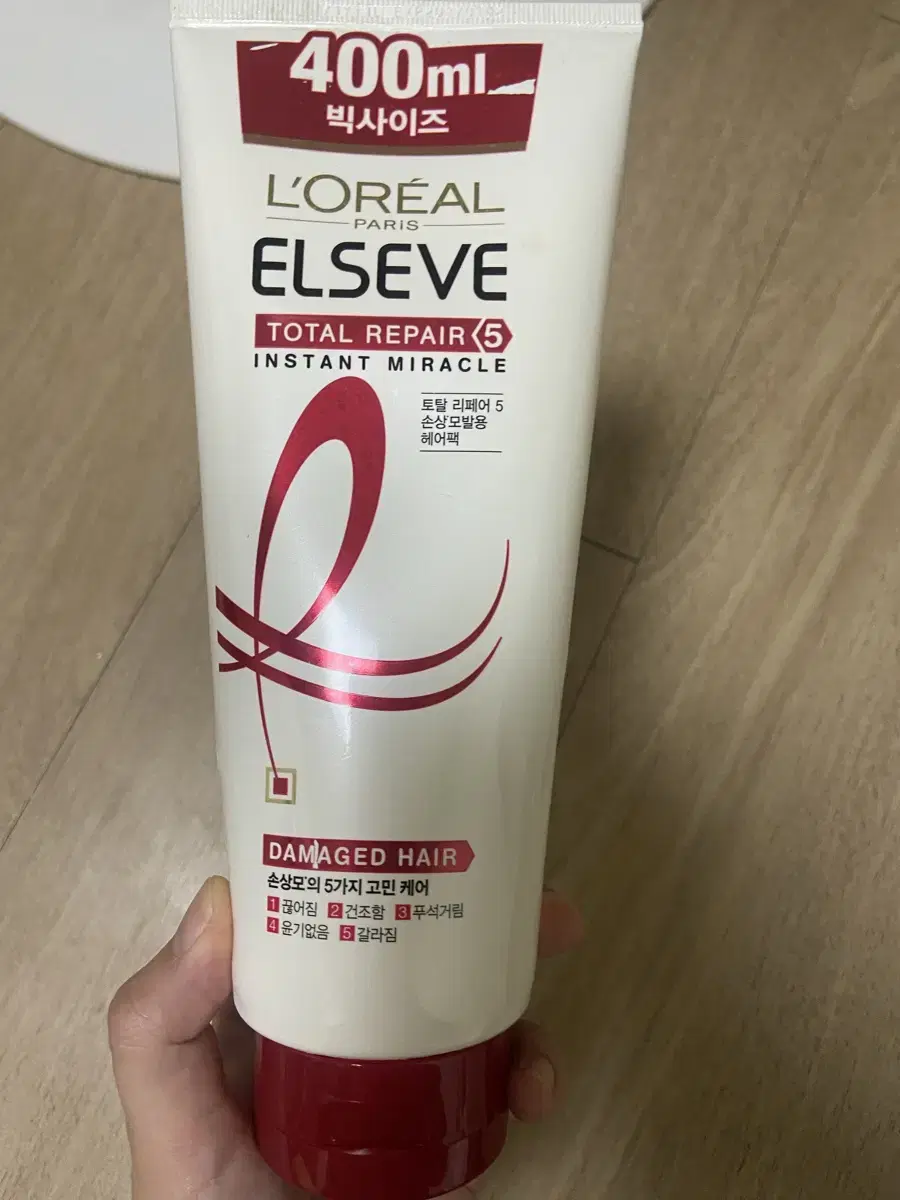 400ml
빅사이즈
L'ORÉAL
PARIS
ELSEVE
TOTAL REPAIR 5
INSTANT MIRACLE
토탈 리페어 5
손상*모발용
헤어팩
DAMAGED HAIR
손상모*의 5가지 고민 케어
1 끊어짐 2 건조함 3 푸석거림
4 윤기없음 5 갈라짐